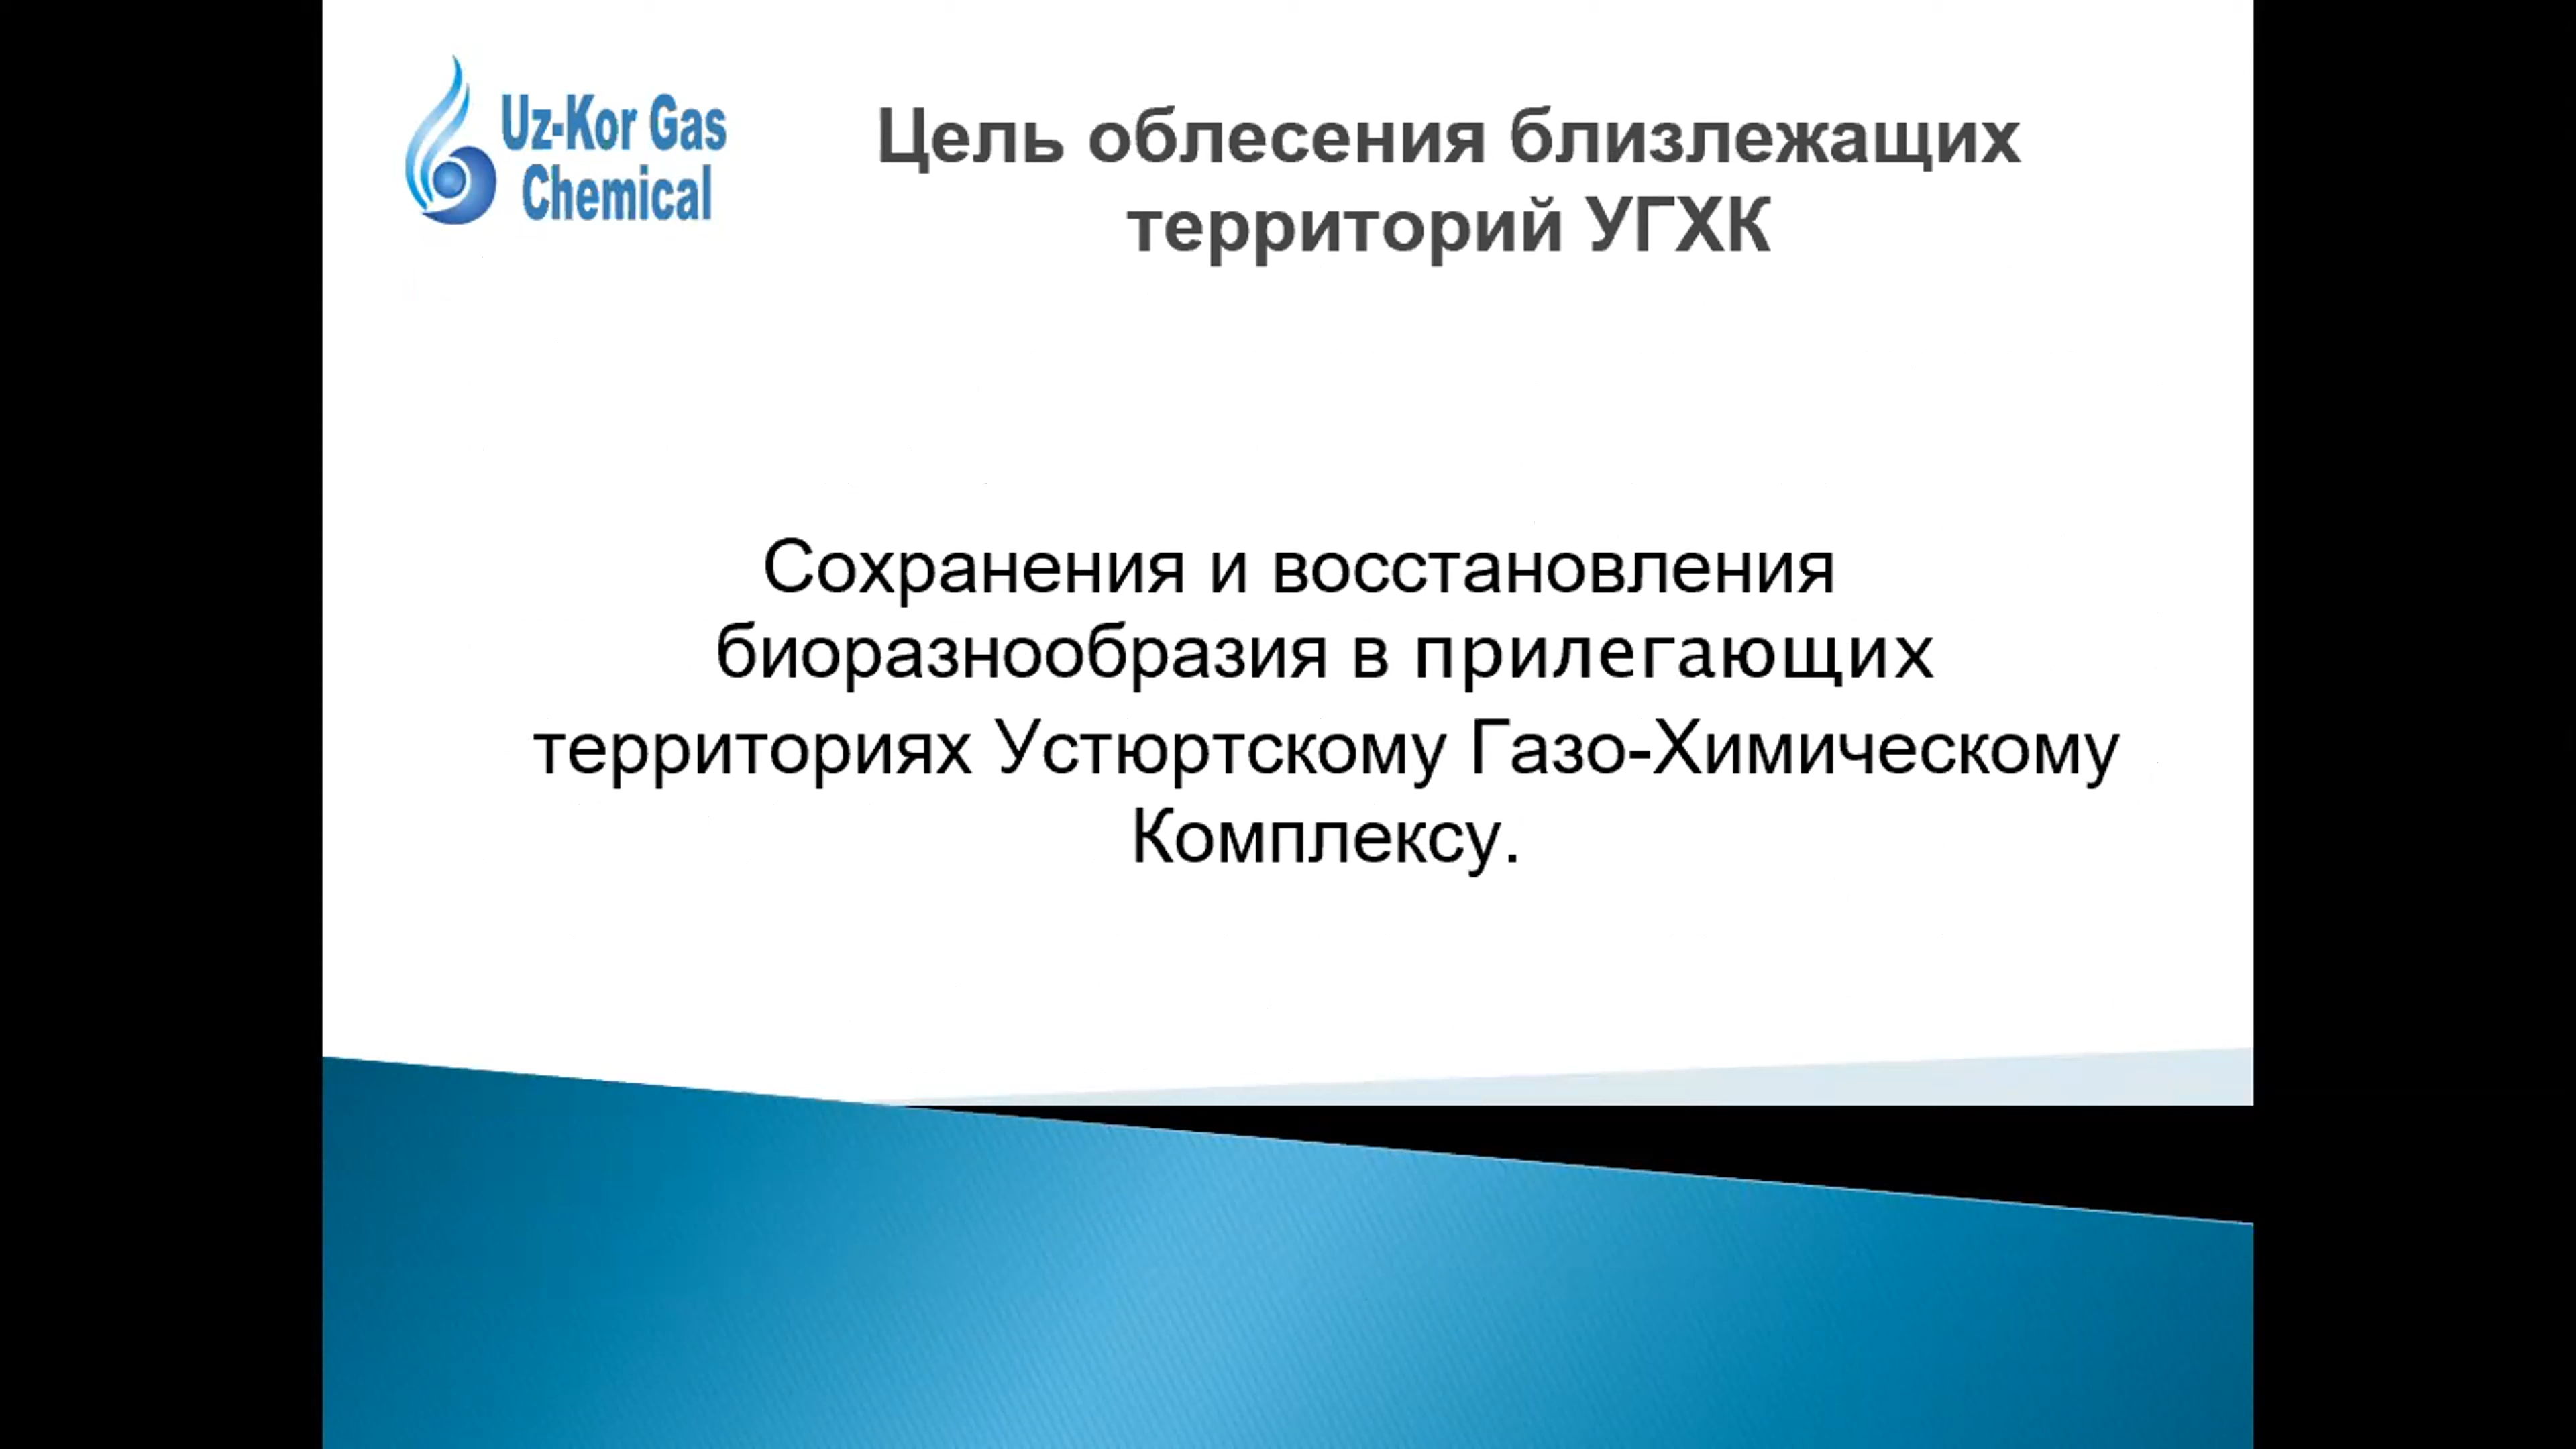 Uz-Kor Gas
Chemical
Цель облесения близлежащих
территорий УГХК
Сохранения и восстановления
биоразнообразия в прилегающих
территориях Устюртскому Газо-Химическому
Комплексу.